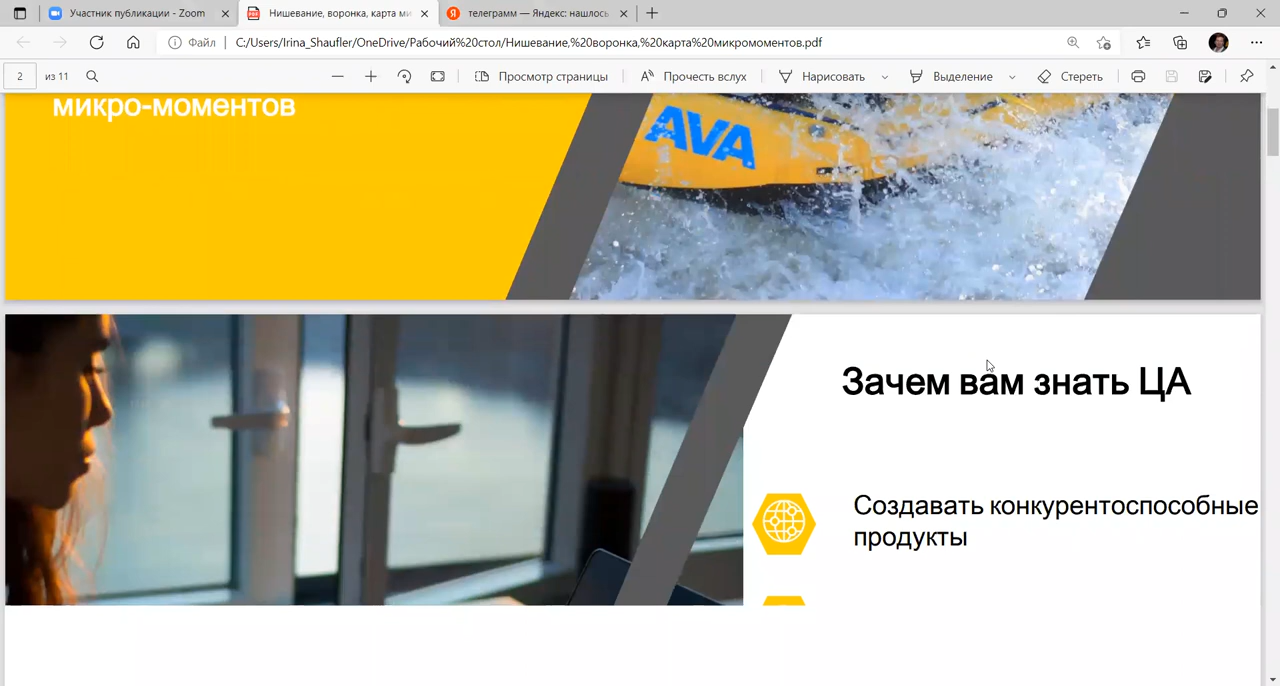 Участник публикации - Zoom
Нишевание, воронка, карта ми
телеграмм — Яндекс: нашлось
Файл
C:/Users/Irina_Shaufler/OneDrive/Рабочий%20стол/Нишевание,%20воронка,%20карта%20микромоментов.pdf
2 из 11
Просмотр страницы
Прочесть вслух
Нарисовать
Выделение
Стереть
микро-моментов
AVA
Зачем вам знать ЦА
Создавать конкурентоспособные
продукты